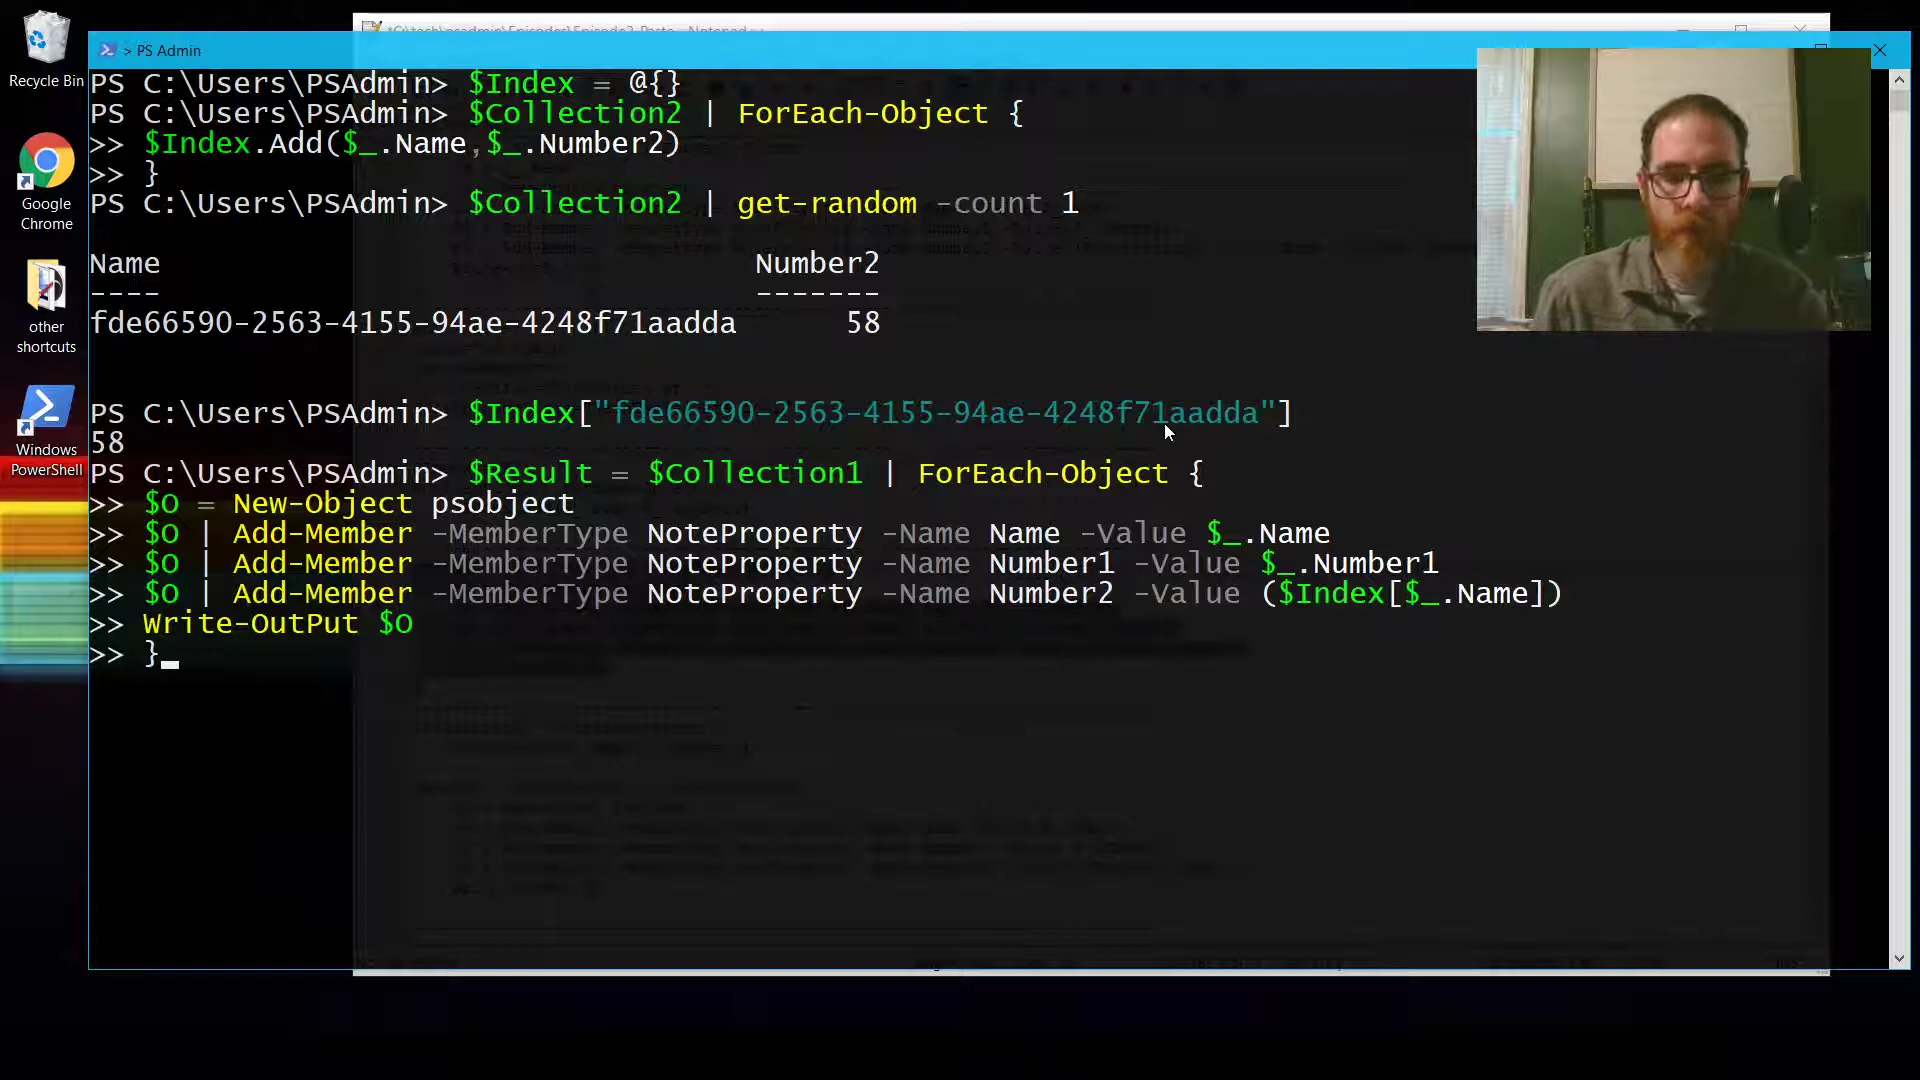 Recycle Bin
Google
Chrome
other
shortcuts
Windows
PowerShell
> PS Admin
PS C:\Users\PSAdmin> $Index = @{}
PS C:\Users\PSAdmin> $Collection2 | ForEach-Object {
>> $Index.Add($_.Name,$_.Number2)
>> }
PS C:\Users\PSAdmin> $Collection2 | get-random -count 1
Name Number2
---- -------
fde66590-2563-4155-94ae-4248f71aadda 58
PS C:\Users\PSAdmin> $Index["fde66590-2563-4155-94ae-4248f71aadda"]
58
PS C:\Users\PSAdmin> $Result = $Collection1 | ForEach-Object {
>> $O = New-Object psobject
>> $O | Add-Member -MemberType NoteProperty -Name Name -Value $_.Name
>> $O | Add-Member -MemberType NoteProperty -Name Number1 -Value $_.Number1
>> $O | Add-Member -MemberType NoteProperty -Name Number2 -Value ($Index[$_.Name])
>> Write-OutPut $O
>> }